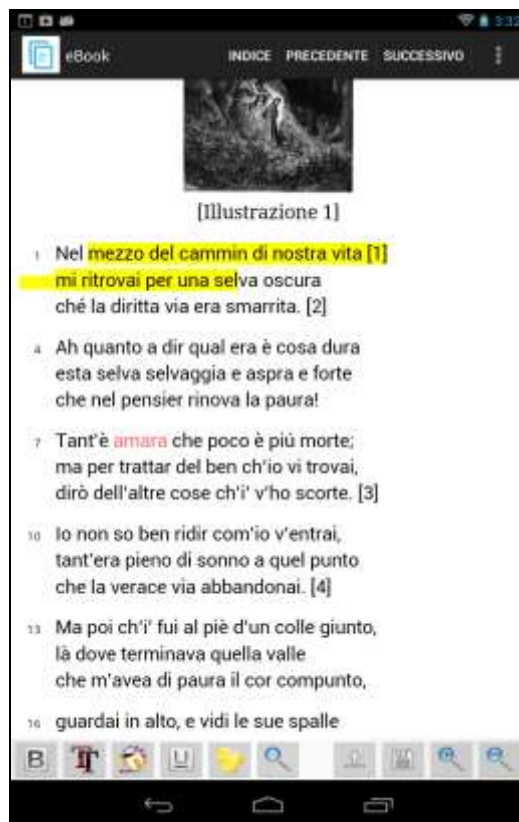 3:32
eBook INDICE PRECEDENTE SUCCESSIVO
[Illustrazione 1]
1 Nel mezzo del cammin di nostra vita [1]
mi ritrovai per una selva oscura
ché la diritta via era smarrita. [2]
4 Ah quanto a dir qual era è cosa dura
esta selva selvaggia e aspra e forte
che nel pensier rinova la paura!
7 Tant'è amara che poco è più morte;
ma per trattar del ben ch'io vi trovai,
dirò dell'altre cose ch'i' v'ho scorte. [3]
10 Io non so ben ridir com'io v'entrai,
tant'era pieno di sonno a quel punto
che la verace via abbandonai. [4]
13 Ma poi ch'i' fui al piè d'un colle giunto,
là dove terminava quella valle
che m'avea di paura il cor compunto,
16 guardai in alto, e vidi le sue spalle
B T U